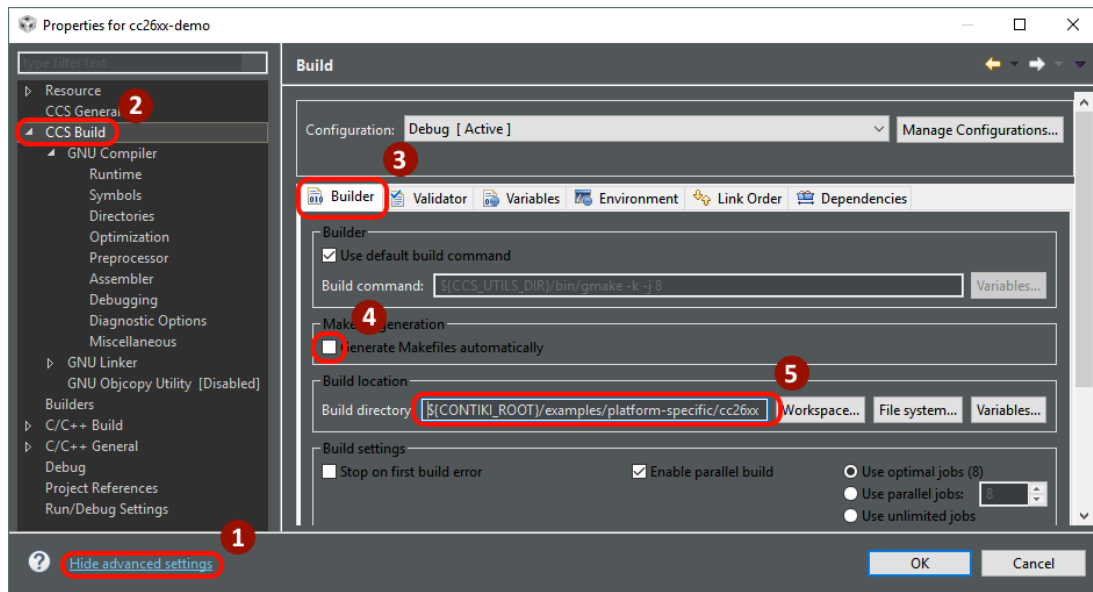 Properties for cc26xx-demo
type filter text
Resource
CCS General
2
CCS Build
GNU Compiler
Runtime
Symbols
Directories
Optimization
Preprocessor
Assembler
Debugging
Diagnostic Options
Miscellaneous
GNU Linker
GNU Objcopy Utility [Disabled]
Builders
C/C++ Build
C/C++ General
Debug
Project References
Run/Debug Settings
Build
Configuration: Debug [ Active ] Manage Configurations...
3
Builder Validator Variables Environment Link Order Dependencies
Builder
Use default build command
Build command: ${CCS_UTILS_DIR}/bin/gmake -k -j 8 Variables...
4
Generate Makefiles automatically
Build location
5
Build directory ${CONTIKI_ROOT}/examples/platform-specific/cc26xx Workspace... File system... Variables...
Build settings
Stop on first build error Enable parallel build Use optimal jobs (8)
Use parallel jobs: 8
Use unlimited jobs
1
? Hide advanced settings OK Cancel